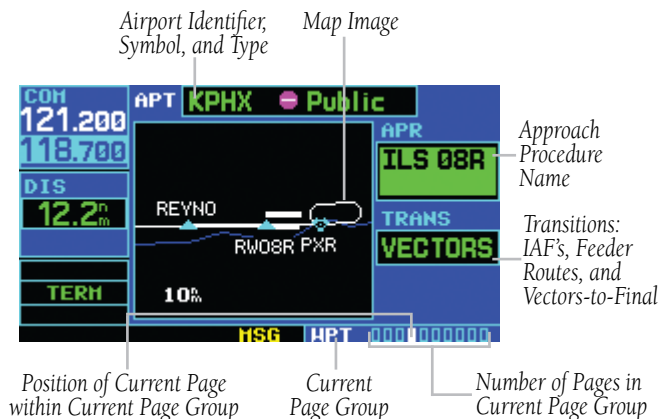 Airport Identifier,
Symbol, and Type
Map Image
COM
121.200
118.700
DIS
12.2nm
TERM
APT KPHX Public
REYNO
RW08R PXR
10nm
APR
ILS 08R
TRANS
VECTORS
MSG WPT
Approach
Procedure
Name
Transitions:
IAF's, Feeder
Routes, and
Vectors-to-Final
Position of Current Page
within Current Page Group
Current
Page Group
Number of Pages in
Current Page Group